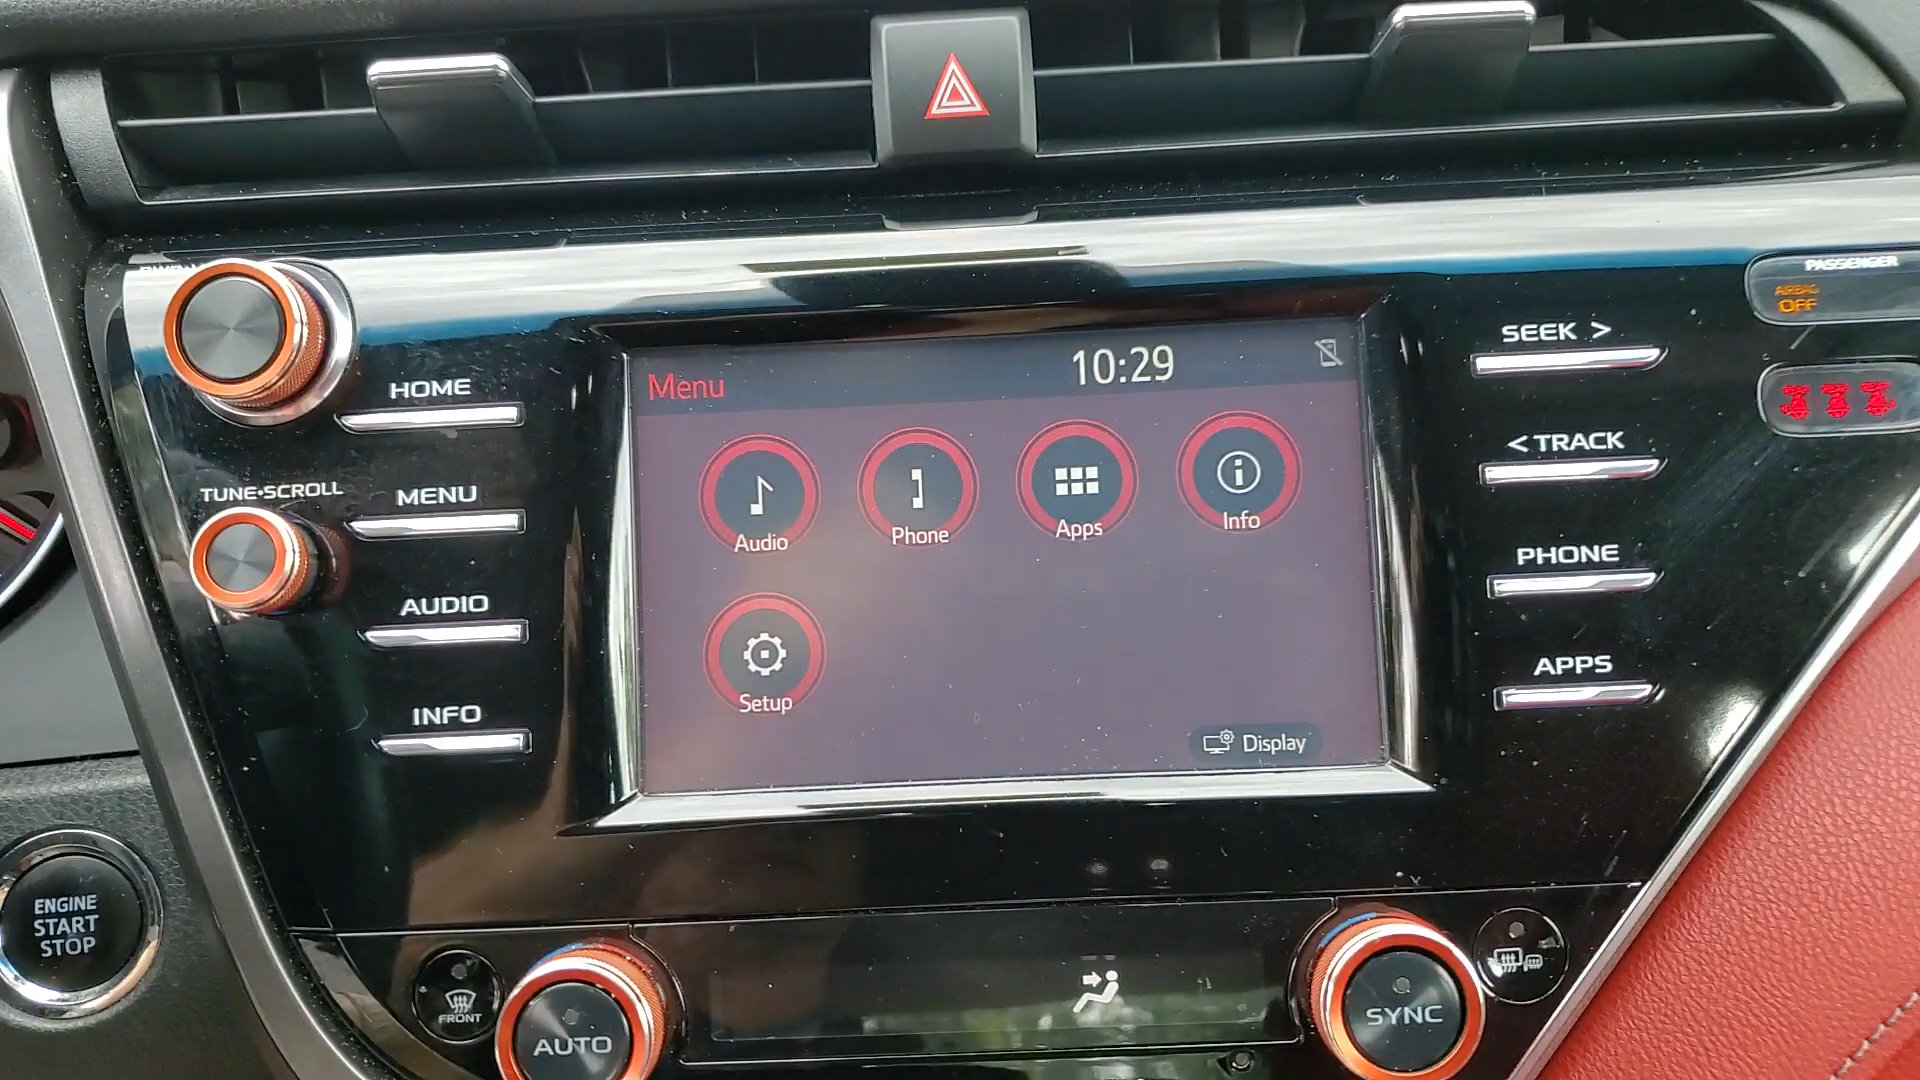 PASSENGER
AIRBAG
OFF
HOME
TUNE•SCROLL
MENU
AUDIO
INFO
Menu
10:29
Audio
Phone
Apps
Info
Setup
Display
SEEK >
< TRACK
PHONE
APPS
ENGINE
START
STOP
FRONT
AUTO
SYNC